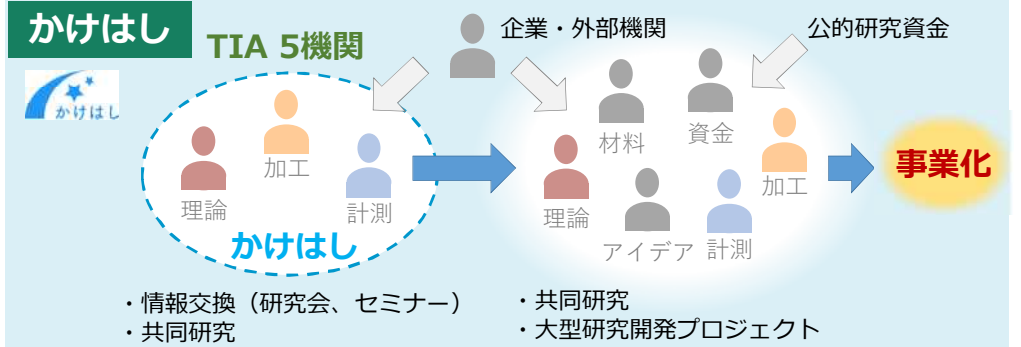 かけはし
TIA 5機関
企業・外部機関
公的研究資金
かけはし
加工
理論
計測
かけはし
材料
資金
加工
理論
アイデア
計測
事業化
・情報交換（研究会、セミナー）
・共同研究
・共同研究
・大型研究開発プロジェクト